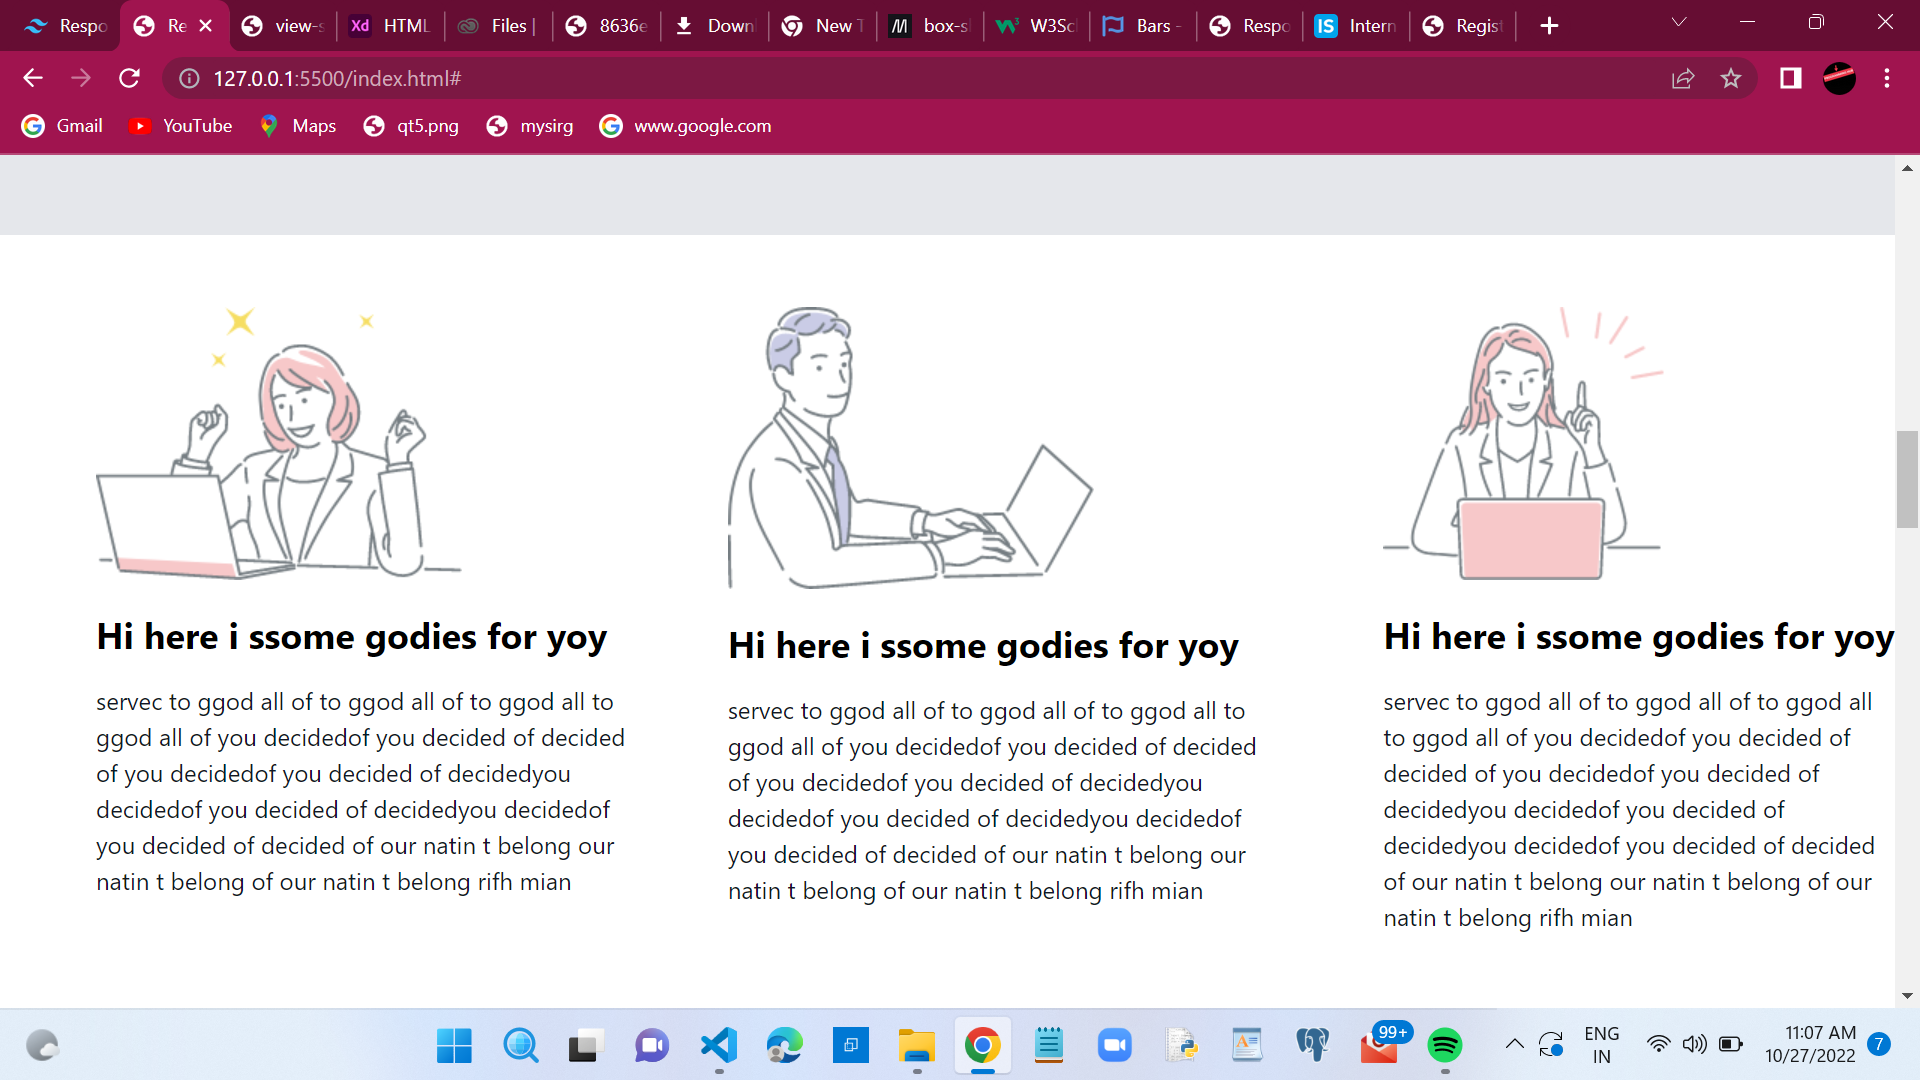 Respo
Re
view-s
Xd HTML
Files |
8636e
Down
New T
box-s
W3Sc
Bars -
Respo
IS Intern
Regist
127.0.0.1:5500/index.html#
Gmail
YouTube
Maps
qt5.png
mysirg
www.google.com
Hi here i ssome godies for yoy
servec to ggod all of to ggod all of to ggod all to
ggod all of you decidedof you decided of decided
of you decidedof you decided of decidedyou
decidedof you decided of decidedyou decidedof
you decided of decided of our natin t belong our
natin t belong of our natin t belong rifh mian
Hi here i ssome godies for yoy
servec to ggod all of to ggod all of to ggod all to
ggod all of you decidedof you decided of decided
of you decidedof you decided of decidedyou
decidedof you decided of decidedyou decidedof
you decided of decided of our natin t belong our
natin t belong of our natin t belong rifh mian
Hi here i ssome godies for yoy
servec to ggod all of to ggod all of to ggod all
to ggod all of you decidedof you decided of
decided of you decidedof you decided of
decidedyou decidedof you decided of
decidedyou decidedof you decided of decided
of our natin t belong our natin t belong of our
natin t belong rifh mian
99+
ENG
IN
11:07 AM
10/27/2022
7